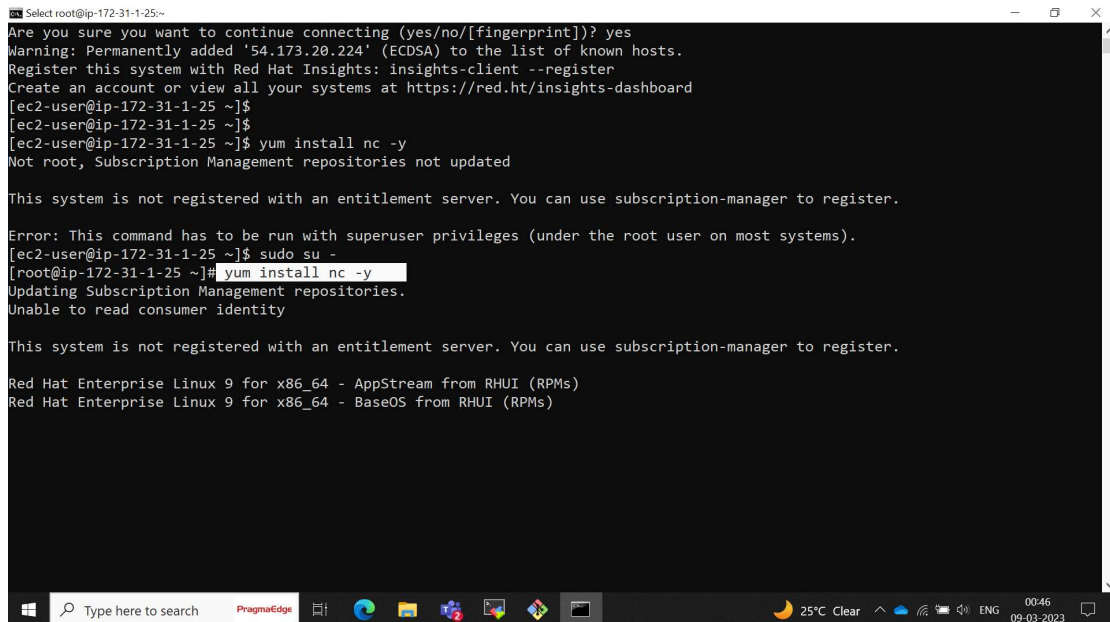 Select root@ip-172-31-1-25:~
Are you sure you want to continue connecting (yes/no/[fingerprint])? yes
Warning: Permanently added '54.173.20.224' (ECDSA) to the list of known hosts.
Register this system with Red Hat Insights: insights-client --register
Create an account or view all your systems at https://red.ht/insights-dashboard
[ec2-user@ip-172-31-1-25 ~]$
[ec2-user@ip-172-31-1-25 ~]$
[ec2-user@ip-172-31-1-25 ~]$ yum install nc -y
Not root, Subscription Management repositories not updated
This system is not registered with an entitlement server. You can use subscription-manager to register.
Error: This command has to be run with superuser privileges (under the root user on most systems).
[ec2-user@ip-172-31-1-25 ~]$ sudo su -
[root@ip-172-31-1-25 ~]# yum install nc -y
Updating Subscription Management repositories.
Unable to read consumer identity
This system is not registered with an entitlement server. You can use subscription-manager to register.
Red Hat Enterprise Linux 9 for x86_64 - AppStream from RHUI (RPMs)
Red Hat Enterprise Linux 9 for x86_64 - BaseOS from RHUI (RPMs)
Type here to search PragmaEdge 25°C Clear ENG 00:46
09-03-2023